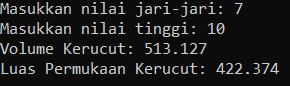 Masukkan nilai jari-jari: 7
Masukkan nilai tinggi: 10
Volume Kerucut: 513.127
Luas Permukaan Kerucut: 422.374